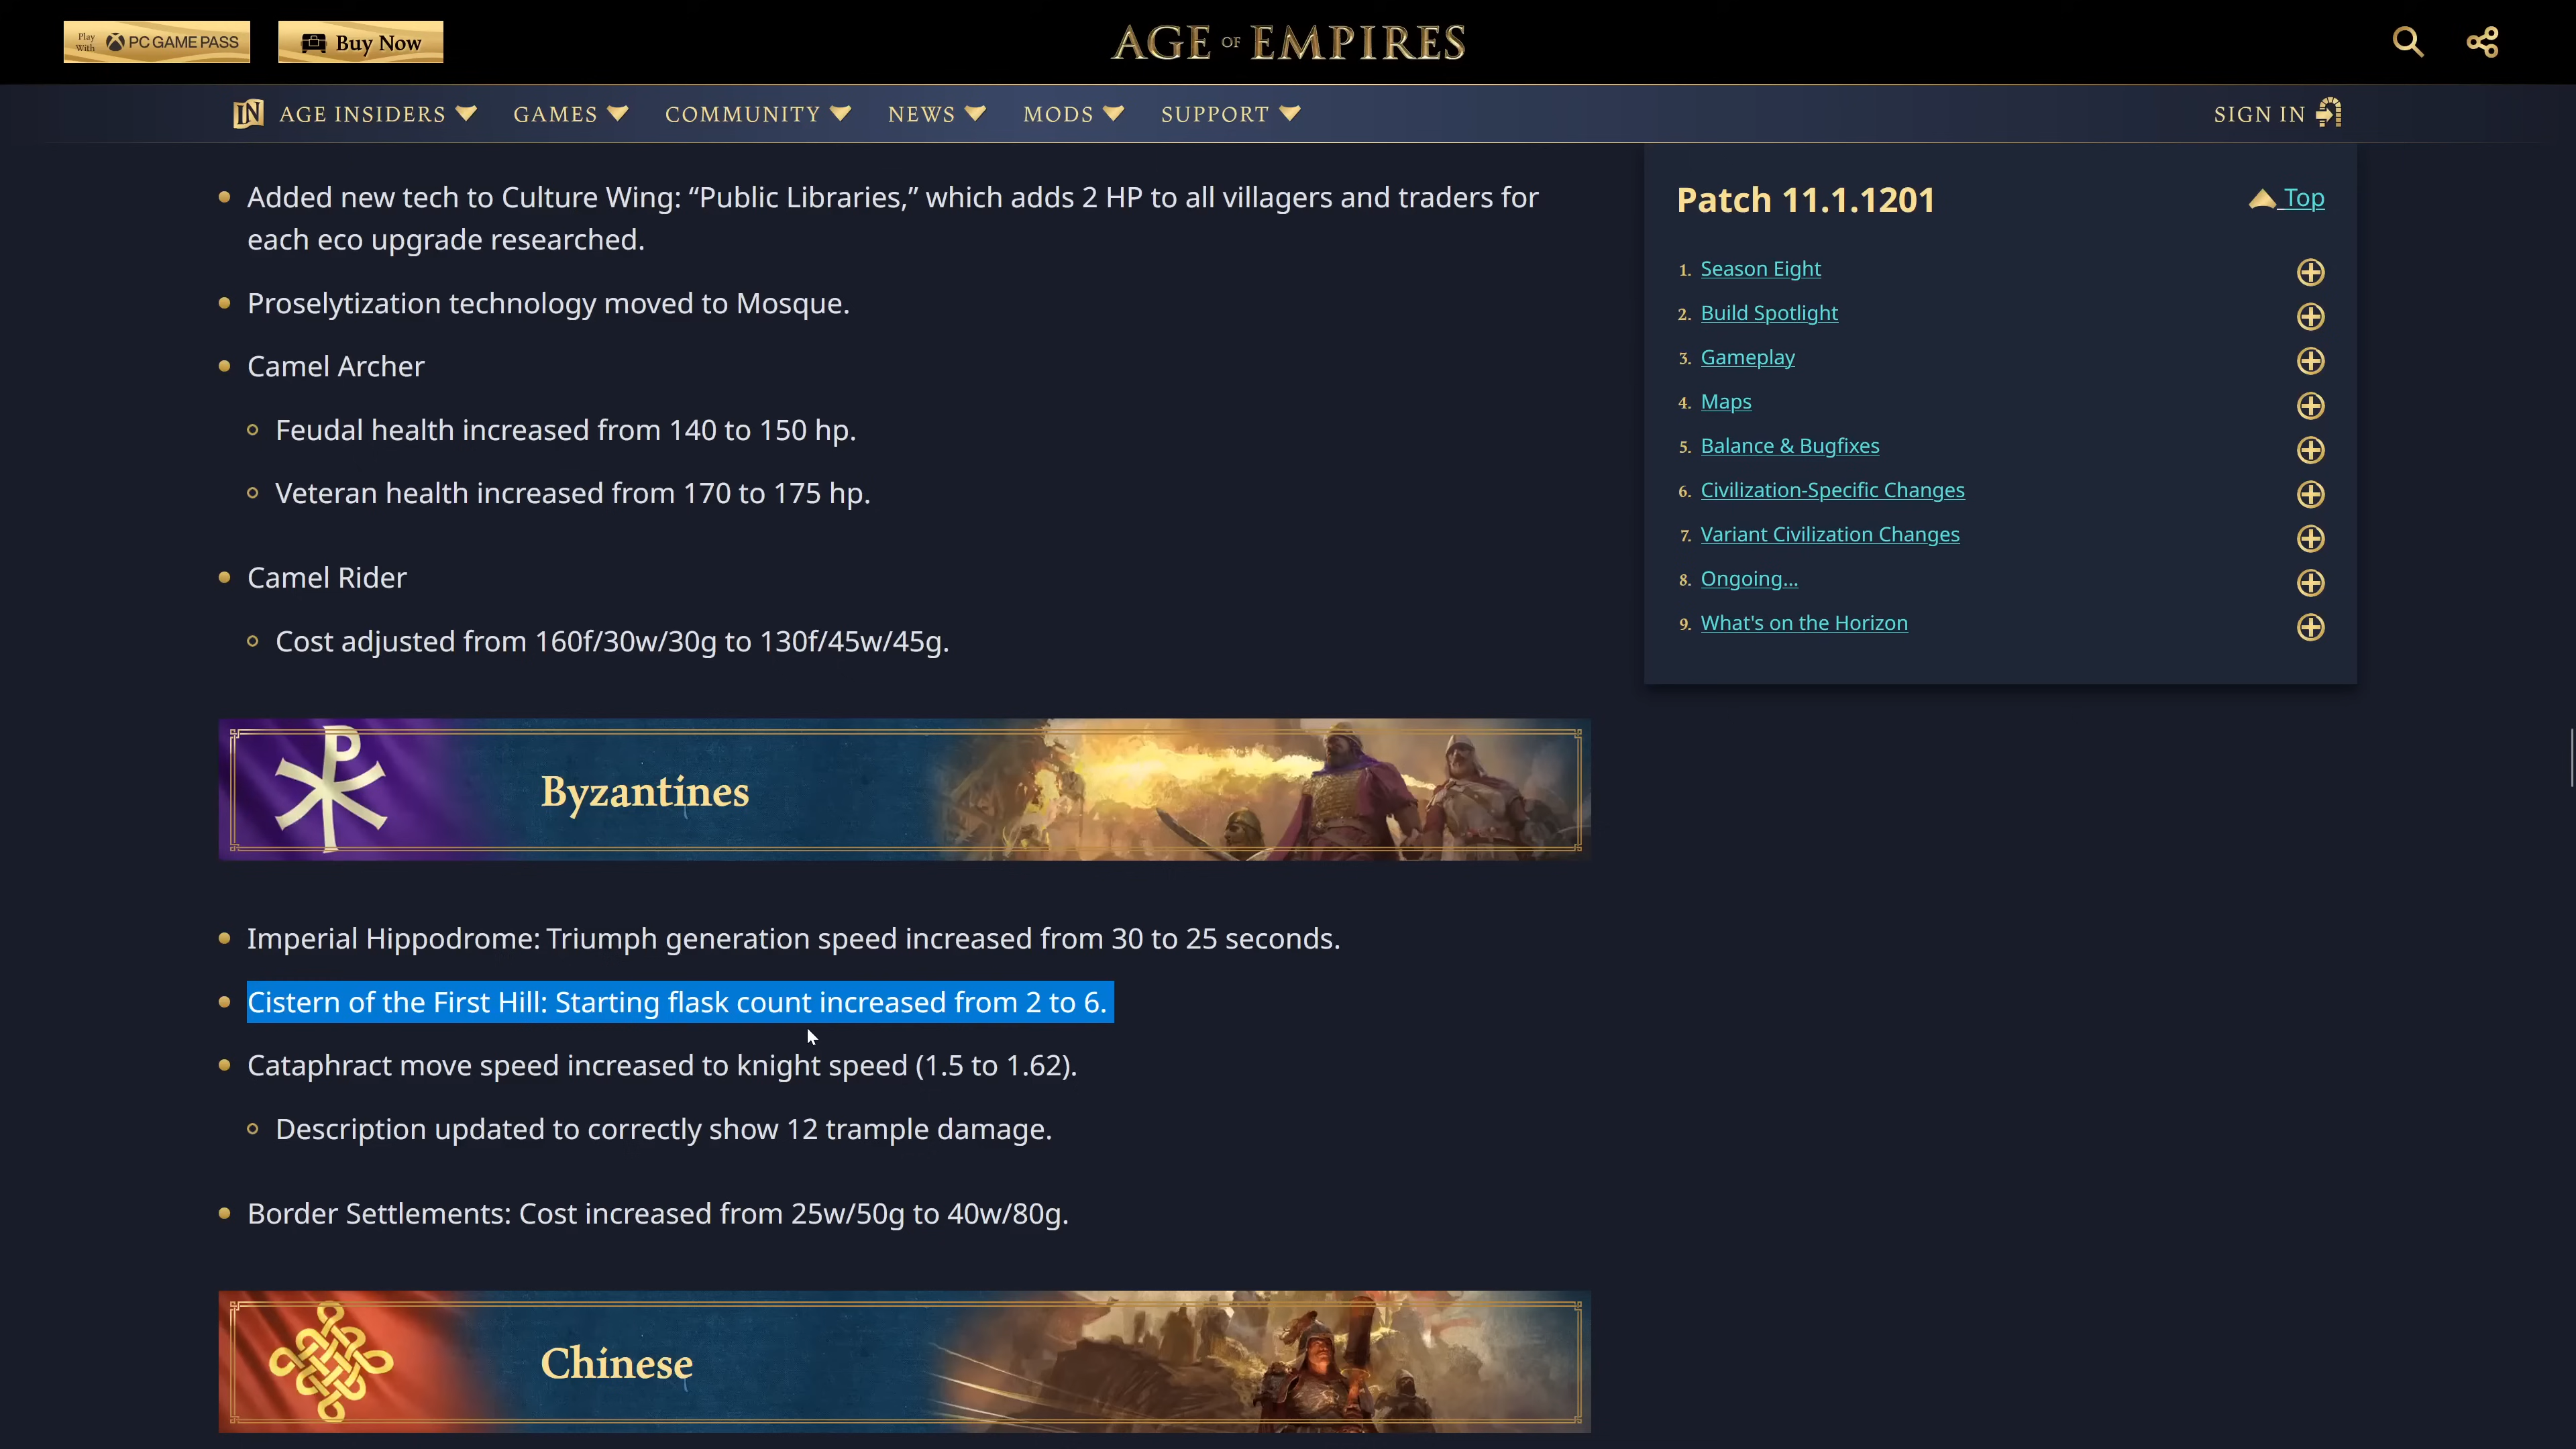 Play With PC GAME PASS
Buy Now
AGE OF EMPIRES
IN AGE INSIDERS
GAMES
COMMUNITY
NEWS
MODS
SUPPORT
SIGN IN
Added new tech to Culture Wing: “Public Libraries,” which adds 2 HP to all villagers and traders for
each eco upgrade researched.
Proselytization technology moved to Mosque.
Camel Archer
Feudal health increased from 140 to 150 hp.
Veteran health increased from 170 to 175 hp.
Camel Rider
Cost adjusted from 160f/30w/30g to 130f/45w/45g.
Byzantines
Imperial Hippodrome: Triumph generation speed increased from 30 to 25 seconds.
Cistern of the First Hill: Starting flask count increased from 2 to 6.
Cataphract move speed increased to knight speed (1.5 to 1.62).
Description updated to correctly show 12 trample damage.
Border Settlements: Cost increased from 25w/50g to 40w/80g.
Chinese
Patch 11.1.1201
Top
1. Season Eight
2. Build Spotlight
3. Gameplay
4. Maps
5. Balance & Bugfixes
6. Civilization-Specific Changes
7. Variant Civilization Changes
8. Ongoing...
9. What's on the Horizon